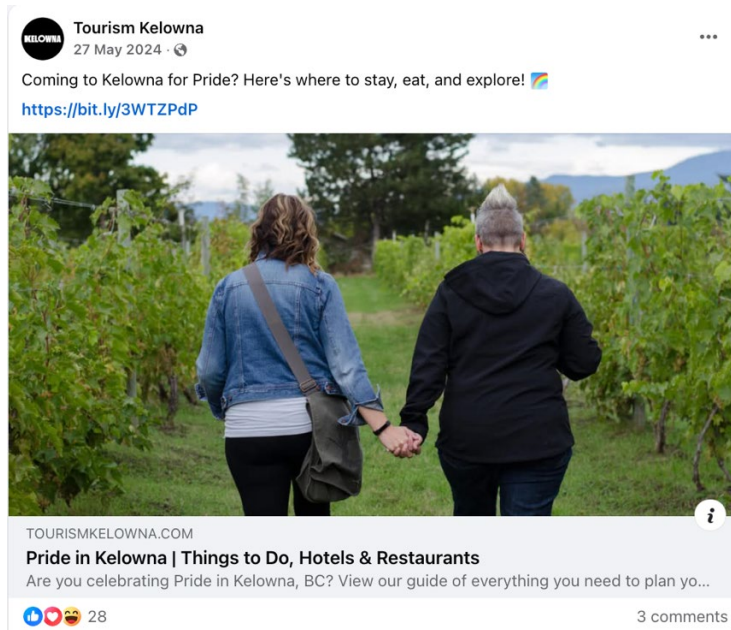 KELOWNA
Tourism Kelowna
27 May 2024 ·
Coming to Kelowna for Pride? Here's where to stay, eat, and explore! 🌈
https://bit.ly/3WTZPdP
i
TOURISMKELOWNA.COM
Pride in Kelowna | Things to Do, Hotels & Restaurants
Are you celebrating Pride in Kelowna, BC? View our guide of everything you need to plan yo...
28
3 comments